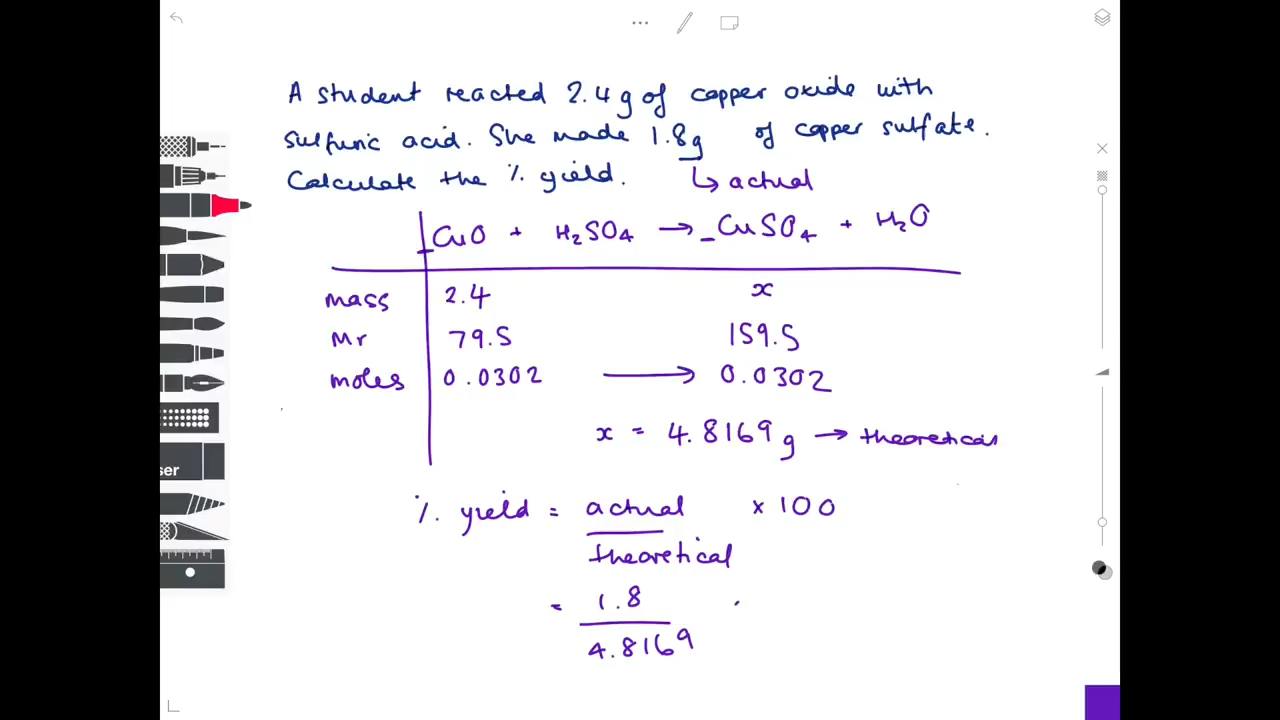 A student reacted 2.4g of copper oxide with
sulfuric acid. She made 1.8g of copper sulfate.
Calculate the % yield. ↳ actual
CuO + H₂SO₄ → CuSO₄ + H₂O
mass 2.4 x
Mr 79.5 159.5
moles 0.0302 → 0.0302
x = 4.8169g → theoretical
% yield = actual × 100
theoretical
= 1.8
4.8169
ser